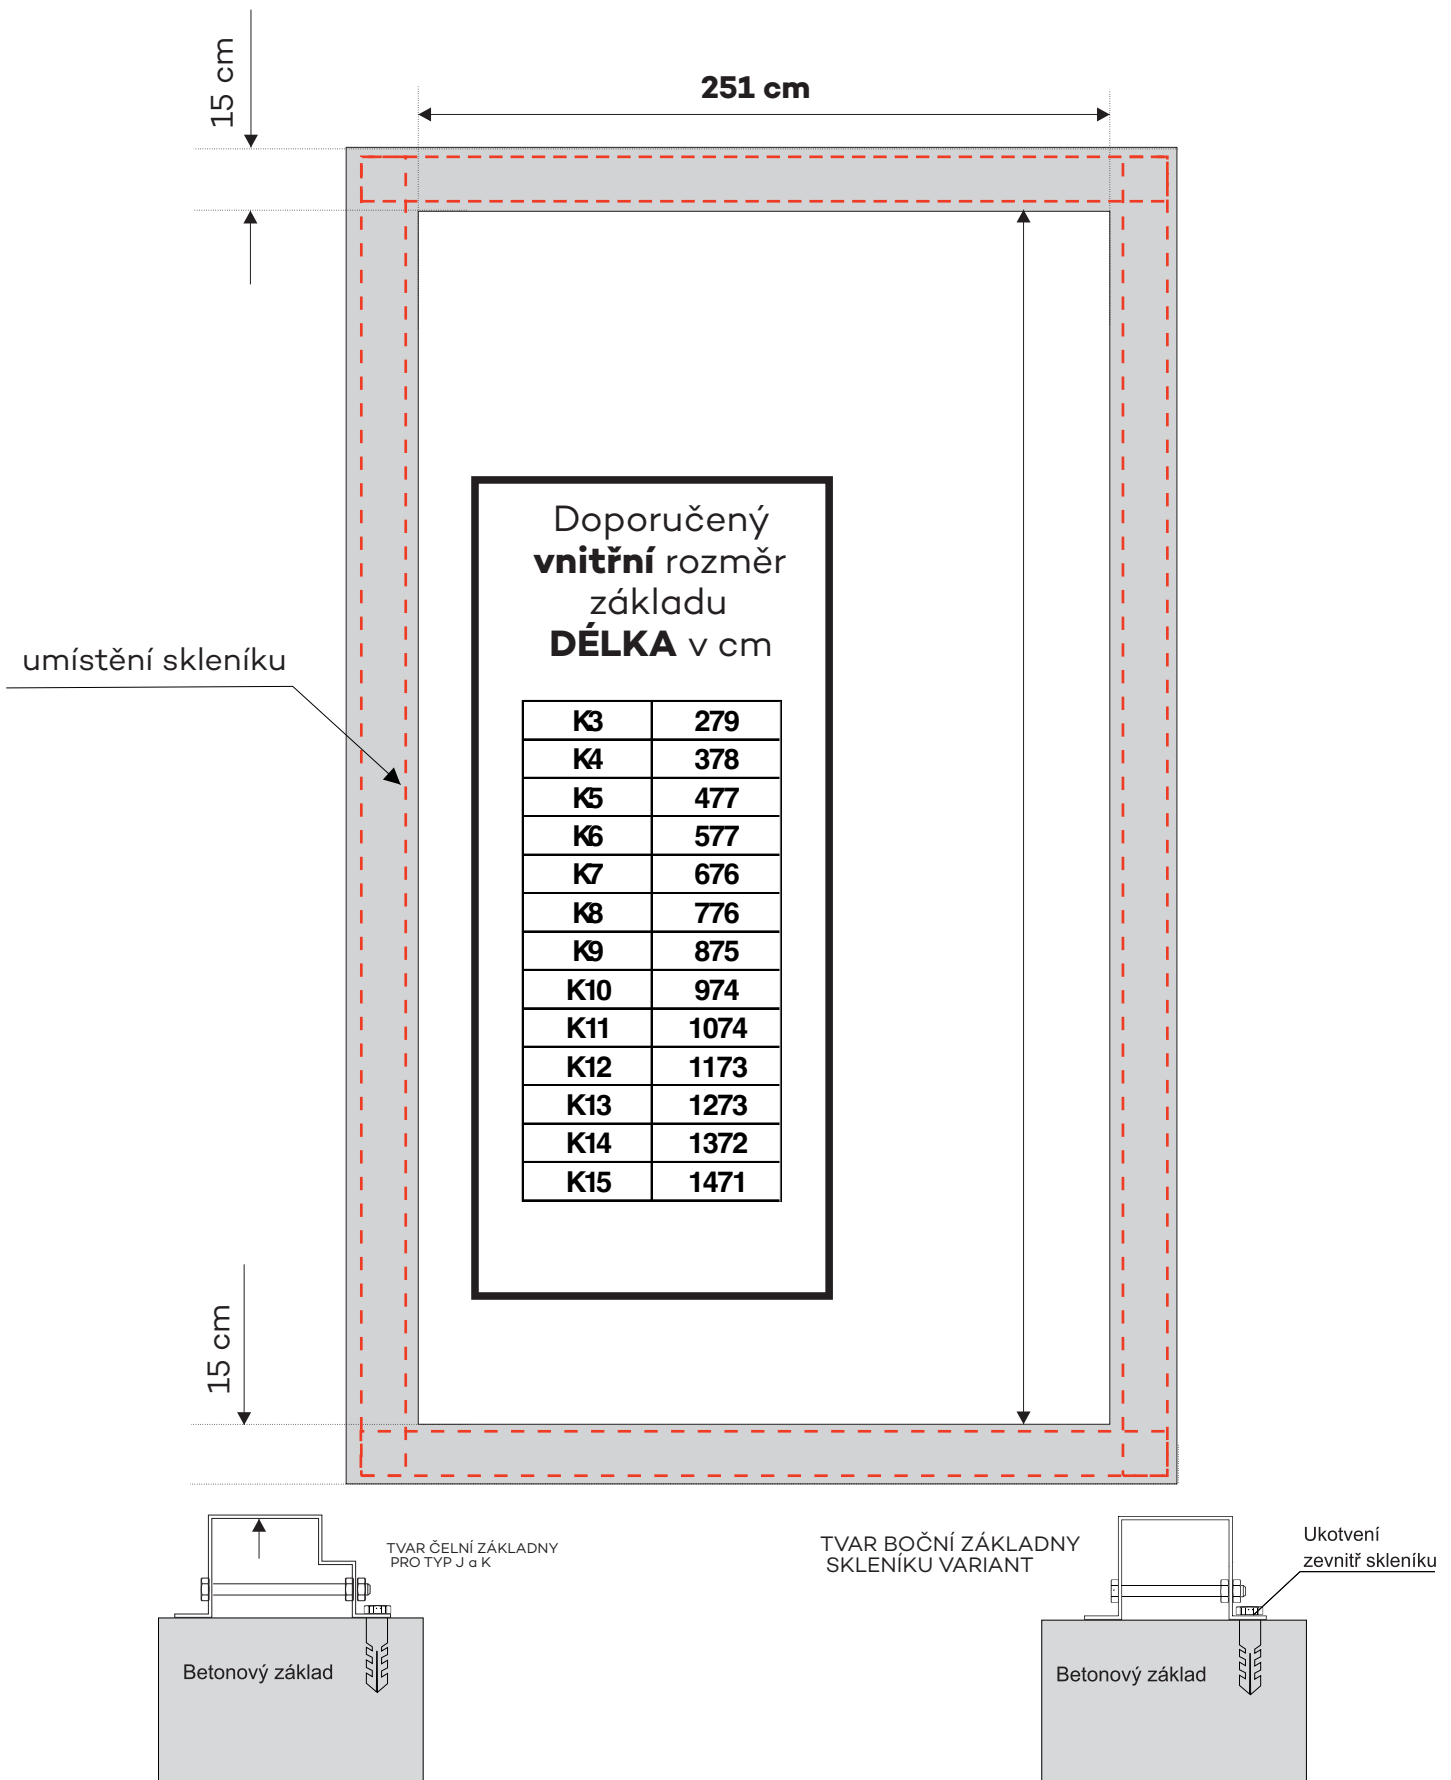 15 cm
251 cm
Doporučený
vnitřní rozměr
základu
DÉLKA v cm
umístění skleníku
K3 279
K4 378
K5 477
K6 577
K7 676
K8 776
K9 875
K10 974
K11 1074
K12 1173
K13 1273
K14 1372
K15 1471
15 cm
TVAR ČELNÍ ZÁKLADNY
PRO TYP J a K
TVAR BOČNÍ ZÁKLADNY
SKLENÍKU VARIANT
Ukotvení
zevnitř skleníku
Betonový základ
Betonový základ